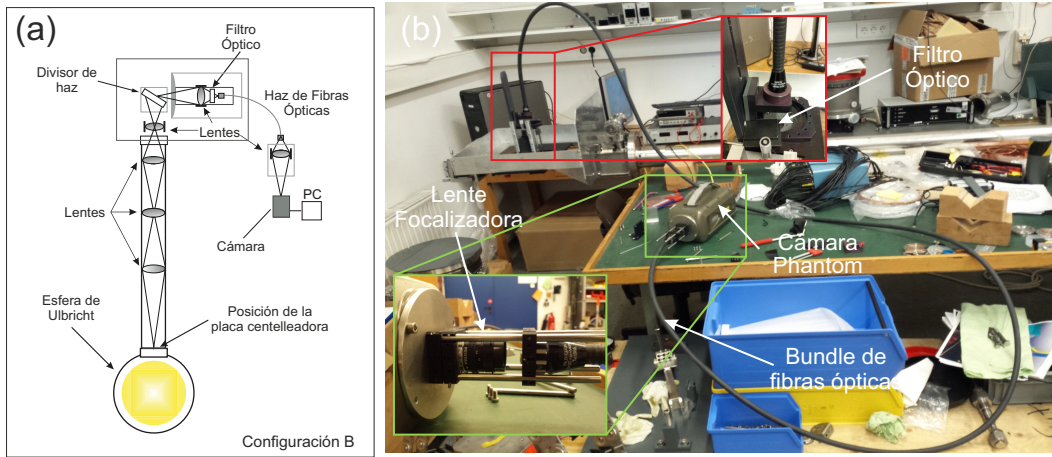 (a)
Filtro
Óptico
Divisor de
haz
Haz de Fibras
Ópticas
Lentes
PC
Lentes
Cámara
Esfera de
Ulbricht
Posición de la
placa centelleadora
Configuración B
(b)
Filtro
Óptico
Lente
Focalizadora
Cámara
Phantom
Bundle de
fibras ópticas